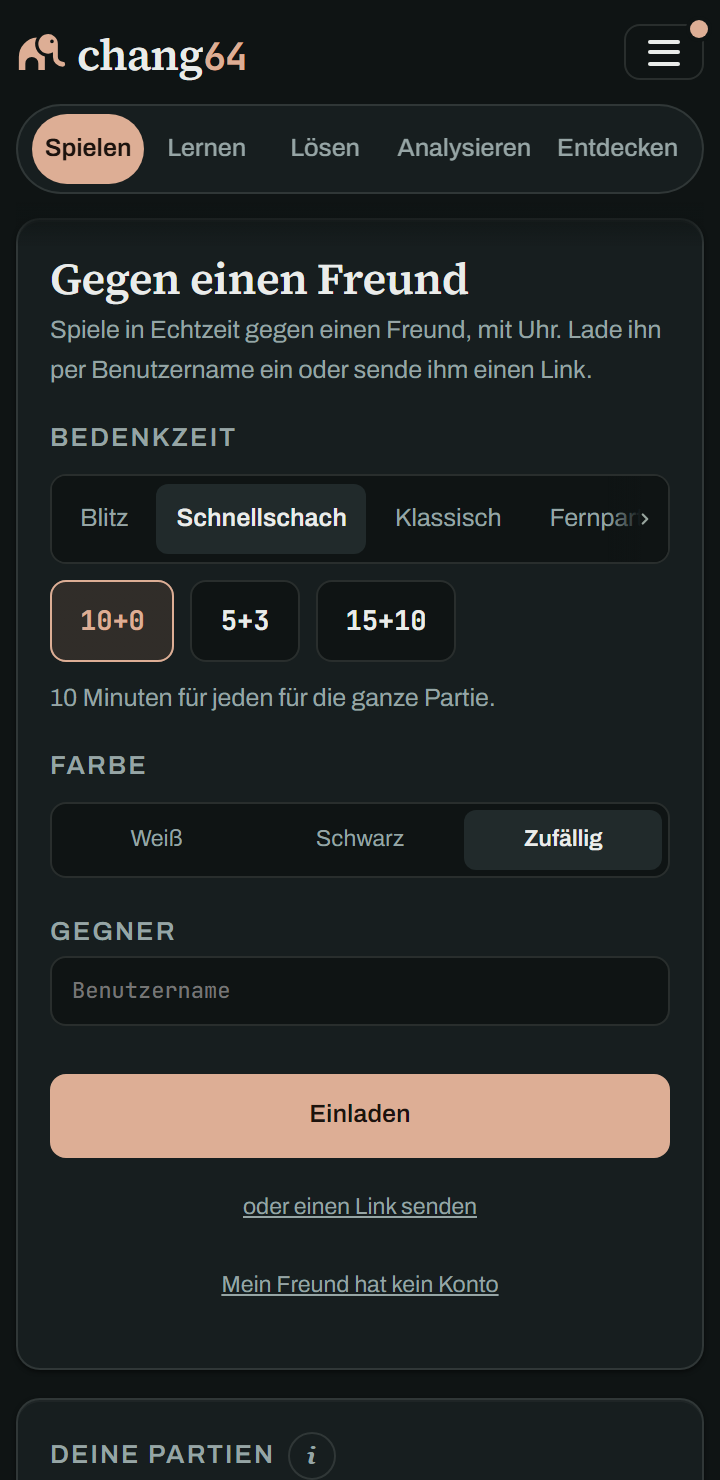 chang64
Spielen Lernen Lösen Analysieren Entdecken
Gegen einen Freund
Spiele in Echtzeit gegen einen Freund, mit Uhr. Lade ihn
per Benutzername ein oder sende ihm einen Link.
BEDENKZEIT
Blitz Schnellschach Klassisch Fernpar
10+0 5+3 15+10
10 Minuten für jeden für die ganze Partie.
FARBE
Weiß Schwarz Zufällig
GEGNER
Benutzername
Einladen
oder einen Link senden
Mein Freund hat kein Konto
DEINE PARTIEN i